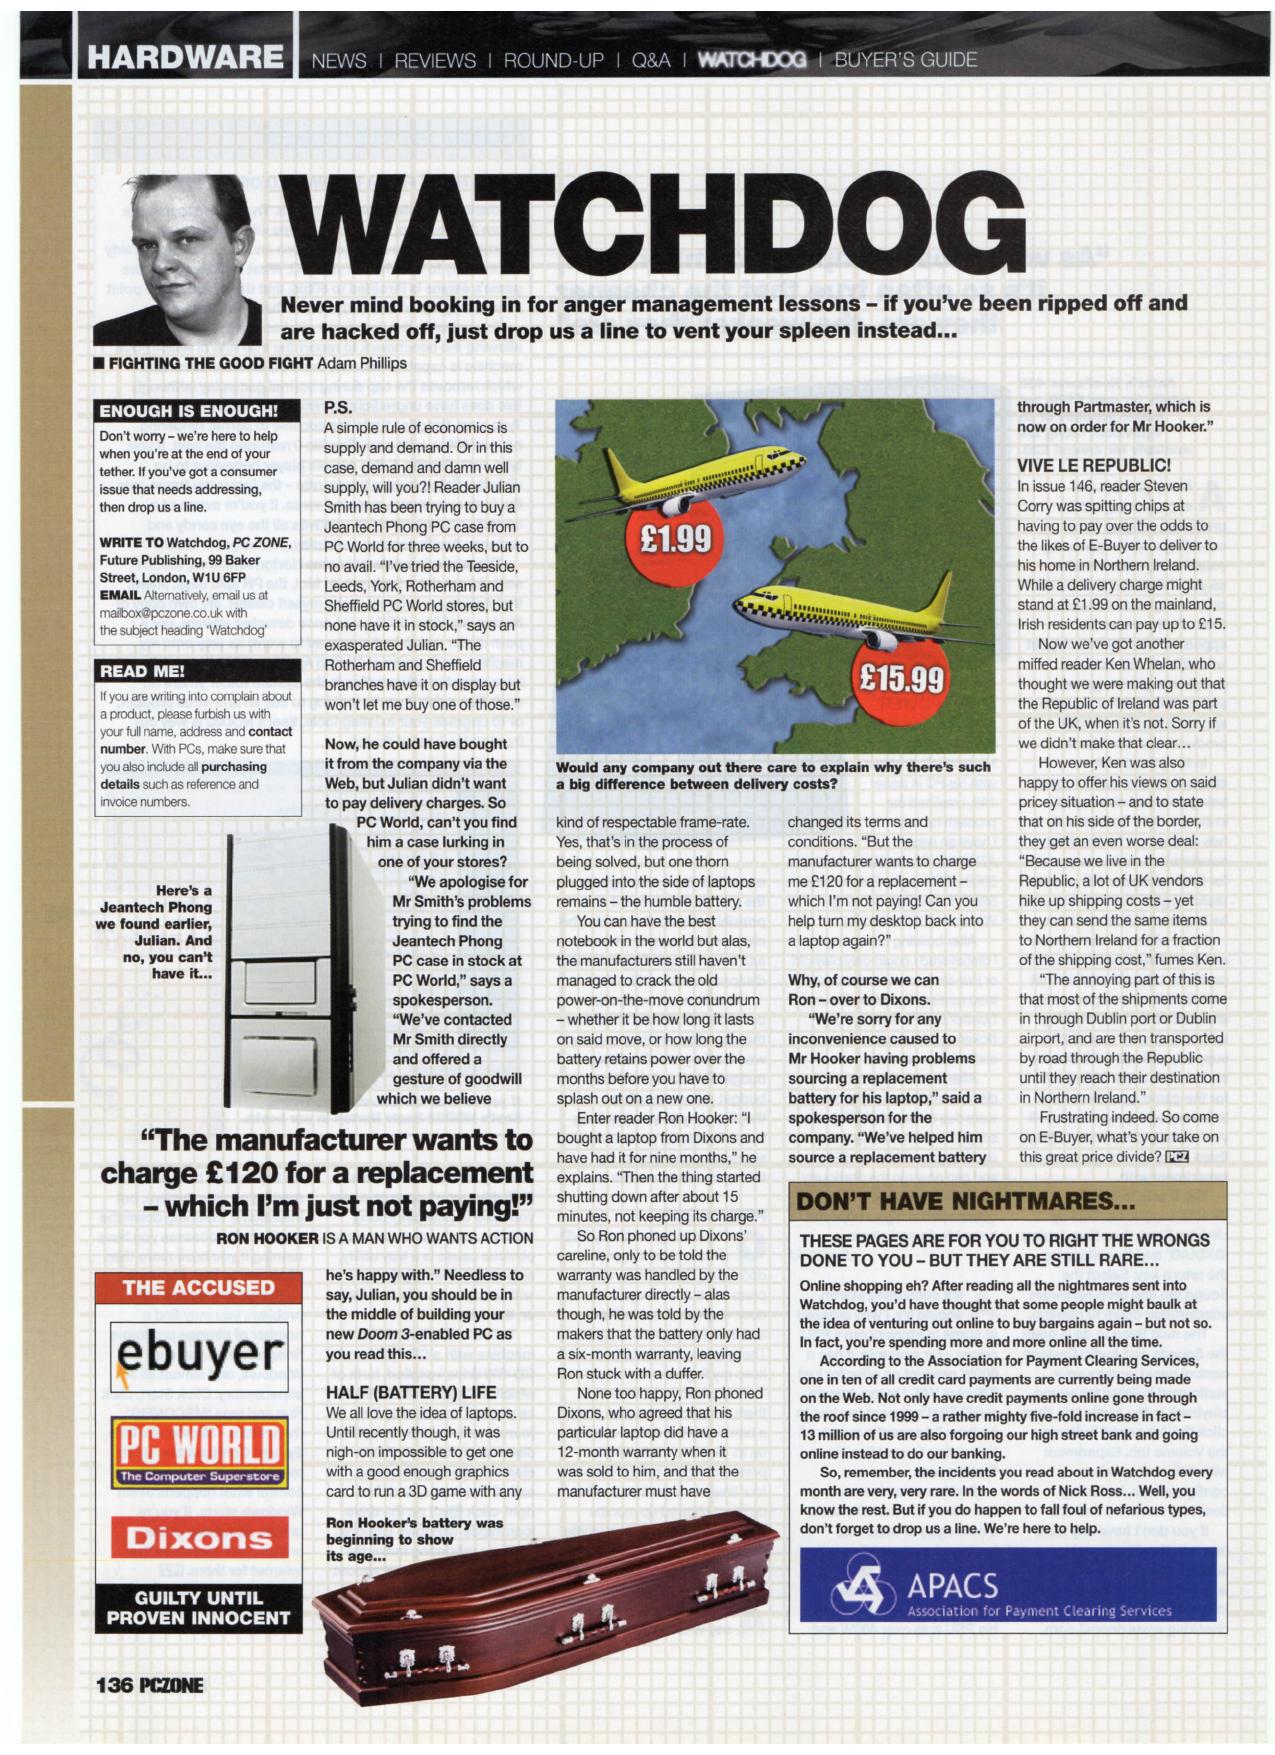 HARDWARE
NEWS | REVIEWS | ROUND-UP | Q&A | WATCHDOG | BUYER'S GUIDE
WATCHDOG
Never mind booking in for anger management lessons – if you've been ripped off and
are hacked off, just drop us a line to vent your spleen instead...
■ FIGHTING THE GOOD FIGHT Adam Phillips
ENOUGH IS ENOUGH!
Don't worry – we're here to help
when you're at the end of your
tether. If you've got a consumer
issue that needs addressing,
then drop us a line.
WRITE TO Watchdog, PC ZONE,
Future Publishing, 99 Baker
Street, London, W1U 6FP
EMAIL Alternatively, email us at
mailbox@pczone.co.uk with
the subject heading 'Watchdog'
READ ME!
If you are writing into complain about
a product, please furbish us with
your full name, address and contact
number. With PCs, make sure that
you also include all purchasing
details such as reference and
invoice numbers.
Here's a
Jeantech Phong
we found earlier,
Julian. And
no, you can't
have it...
P.S.
A simple rule of economics is
supply and demand. Or in this
case, demand and damn well
supply, will you?! Reader Julian
Smith has been trying to buy a
Jeantech Phong PC case from
PC World for three weeks, but to
no avail. "I've tried the Teeside,
Leeds, York, Rotherham and
Sheffield PC World stores, but
none have it in stock," says an
exasperated Julian. "The
Rotherham and Sheffield
branches have it on display but
won't let me buy one of those."
Now, he could have bought
it from the company via the
Web, but Julian didn't want
to pay delivery charges. So
PC World, can't you find
him a case lurking in
one of your stores?
"We apologise for
Mr Smith's problems
trying to find the
Jeantech Phong
PC case in stock at
PC World," says a
spokesperson.
"We've contacted
Mr Smith directly
and offered a
gesture of goodwill
which we believe
"The manufacturer wants to
charge £120 for a replacement
– which I'm just not paying!"
RON HOOKER IS A MAN WHO WANTS ACTION
THE ACCUSED
ebuyer
PC WORLD
The Computer Superstore
Dixons
GUILTY UNTIL
PROVEN INNOCENT
he's happy with." Needless to
say, Julian, you should be in
the middle of building your
new Doom 3-enabled PC as
you read this...
HALF (BATTERY) LIFE
We all love the idea of laptops.
Until recently though, it was
nigh-on impossible to get one
with a good enough graphics
card to run a 3D game with any
Ron Hooker's battery was
beginning to show
its age...
£1.99
£15.99
Would any company out there care to explain why there's such
a big difference between delivery costs?
kind of respectable frame-rate.
Yes, that's in the process of
being solved, but one thorn
plugged into the side of laptops
remains – the humble battery.
You can have the best
notebook in the world but alas,
the manufacturers still haven't
managed to crack the old
power-on-the-move conundrum
– whether it be how long it lasts
on said move, or how long the
battery retains power over the
months before you have to
splash out on a new one.
Enter reader Ron Hooker: "I
bought a laptop from Dixons and
have had it for nine months," he
explains. "Then the thing started
shutting down after about 15
minutes, not keeping its charge."
So Ron phoned up Dixons'
careline, only to be told the
warranty was handled by the
manufacturer directly – alas
though, he was told by the
makers that the battery only had
a six-month warranty, leaving
Ron stuck with a duffer.
None too happy, Ron phoned
Dixons, who agreed that his
particular laptop did have a
12-month warranty when it
was sold to him, and that the
manufacturer must have
changed its terms and
conditions. "But the
manufacturer wants to charge
me £120 for a replacement –
which I'm not paying! Can you
help turn my desktop back into
a laptop again?"
Why, of course we can
Ron – over to Dixons.
"We're sorry for any
inconvenience caused to
Mr Hooker having problems
sourcing a replacement
battery for his laptop," said a
spokesperson for the
company. "We've helped him
source a replacement battery
through Partmaster, which is
now on order for Mr Hooker."
VIVE LE REPUBLIC!
In issue 146, reader Steven
Corry was spitting chips at
having to pay over the odds to
the likes of E-Buyer to deliver to
his home in Northern Ireland.
While a delivery charge might
stand at £1.99 on the mainland,
Irish residents can pay up to £15.
Now we've got another
miffed reader Ken Whelan, who
thought we were making out that
the Republic of Ireland was part
of the UK, when it's not. Sorry if
we didn't make that clear...
However, Ken was also
happy to offer his views on said
pricey situation – and to state
that on his side of the border,
they get an even worse deal:
"Because we live in the
Republic, a lot of UK vendors
hike up shipping costs – yet
they can send the same items
to Northern Ireland for a fraction
of the shipping cost," fumes Ken.
"The annoying part of this is
that most of the shipments come
in through Dublin port or Dublin
airport, and are then transported
by road through the Republic
until they reach their destination
in Northern Ireland."
Frustrating indeed. So come
on E-Buyer, what's your take on
this great price divide? PCZ
DON'T HAVE NIGHTMARES...
THESE PAGES ARE FOR YOU TO RIGHT THE WRONGS
DONE TO YOU – BUT THEY ARE STILL RARE...
Online shopping eh? After reading all the nightmares sent into
Watchdog, you'd have thought that some people might baulk at
the idea of venturing out online to buy bargains again – but not so.
In fact, you're spending more and more online all the time.
According to the Association for Payment Clearing Services,
one in ten of all credit card payments are currently being made
on the Web. Not only have credit payments online gone through
the roof since 1999 – a rather mighty five-fold increase in fact –
13 million of us are also forgoing our high street bank and going
online instead to do our banking.
So, remember, the incidents you read about in Watchdog every
month are very, very rare. In the words of Nick Ross... Well, you
know the rest. But if you do happen to fall foul of nefarious types,
don't forget to drop us a line. We're here to help.
APACS
Association for Payment Clearing Services
136 PCZONE